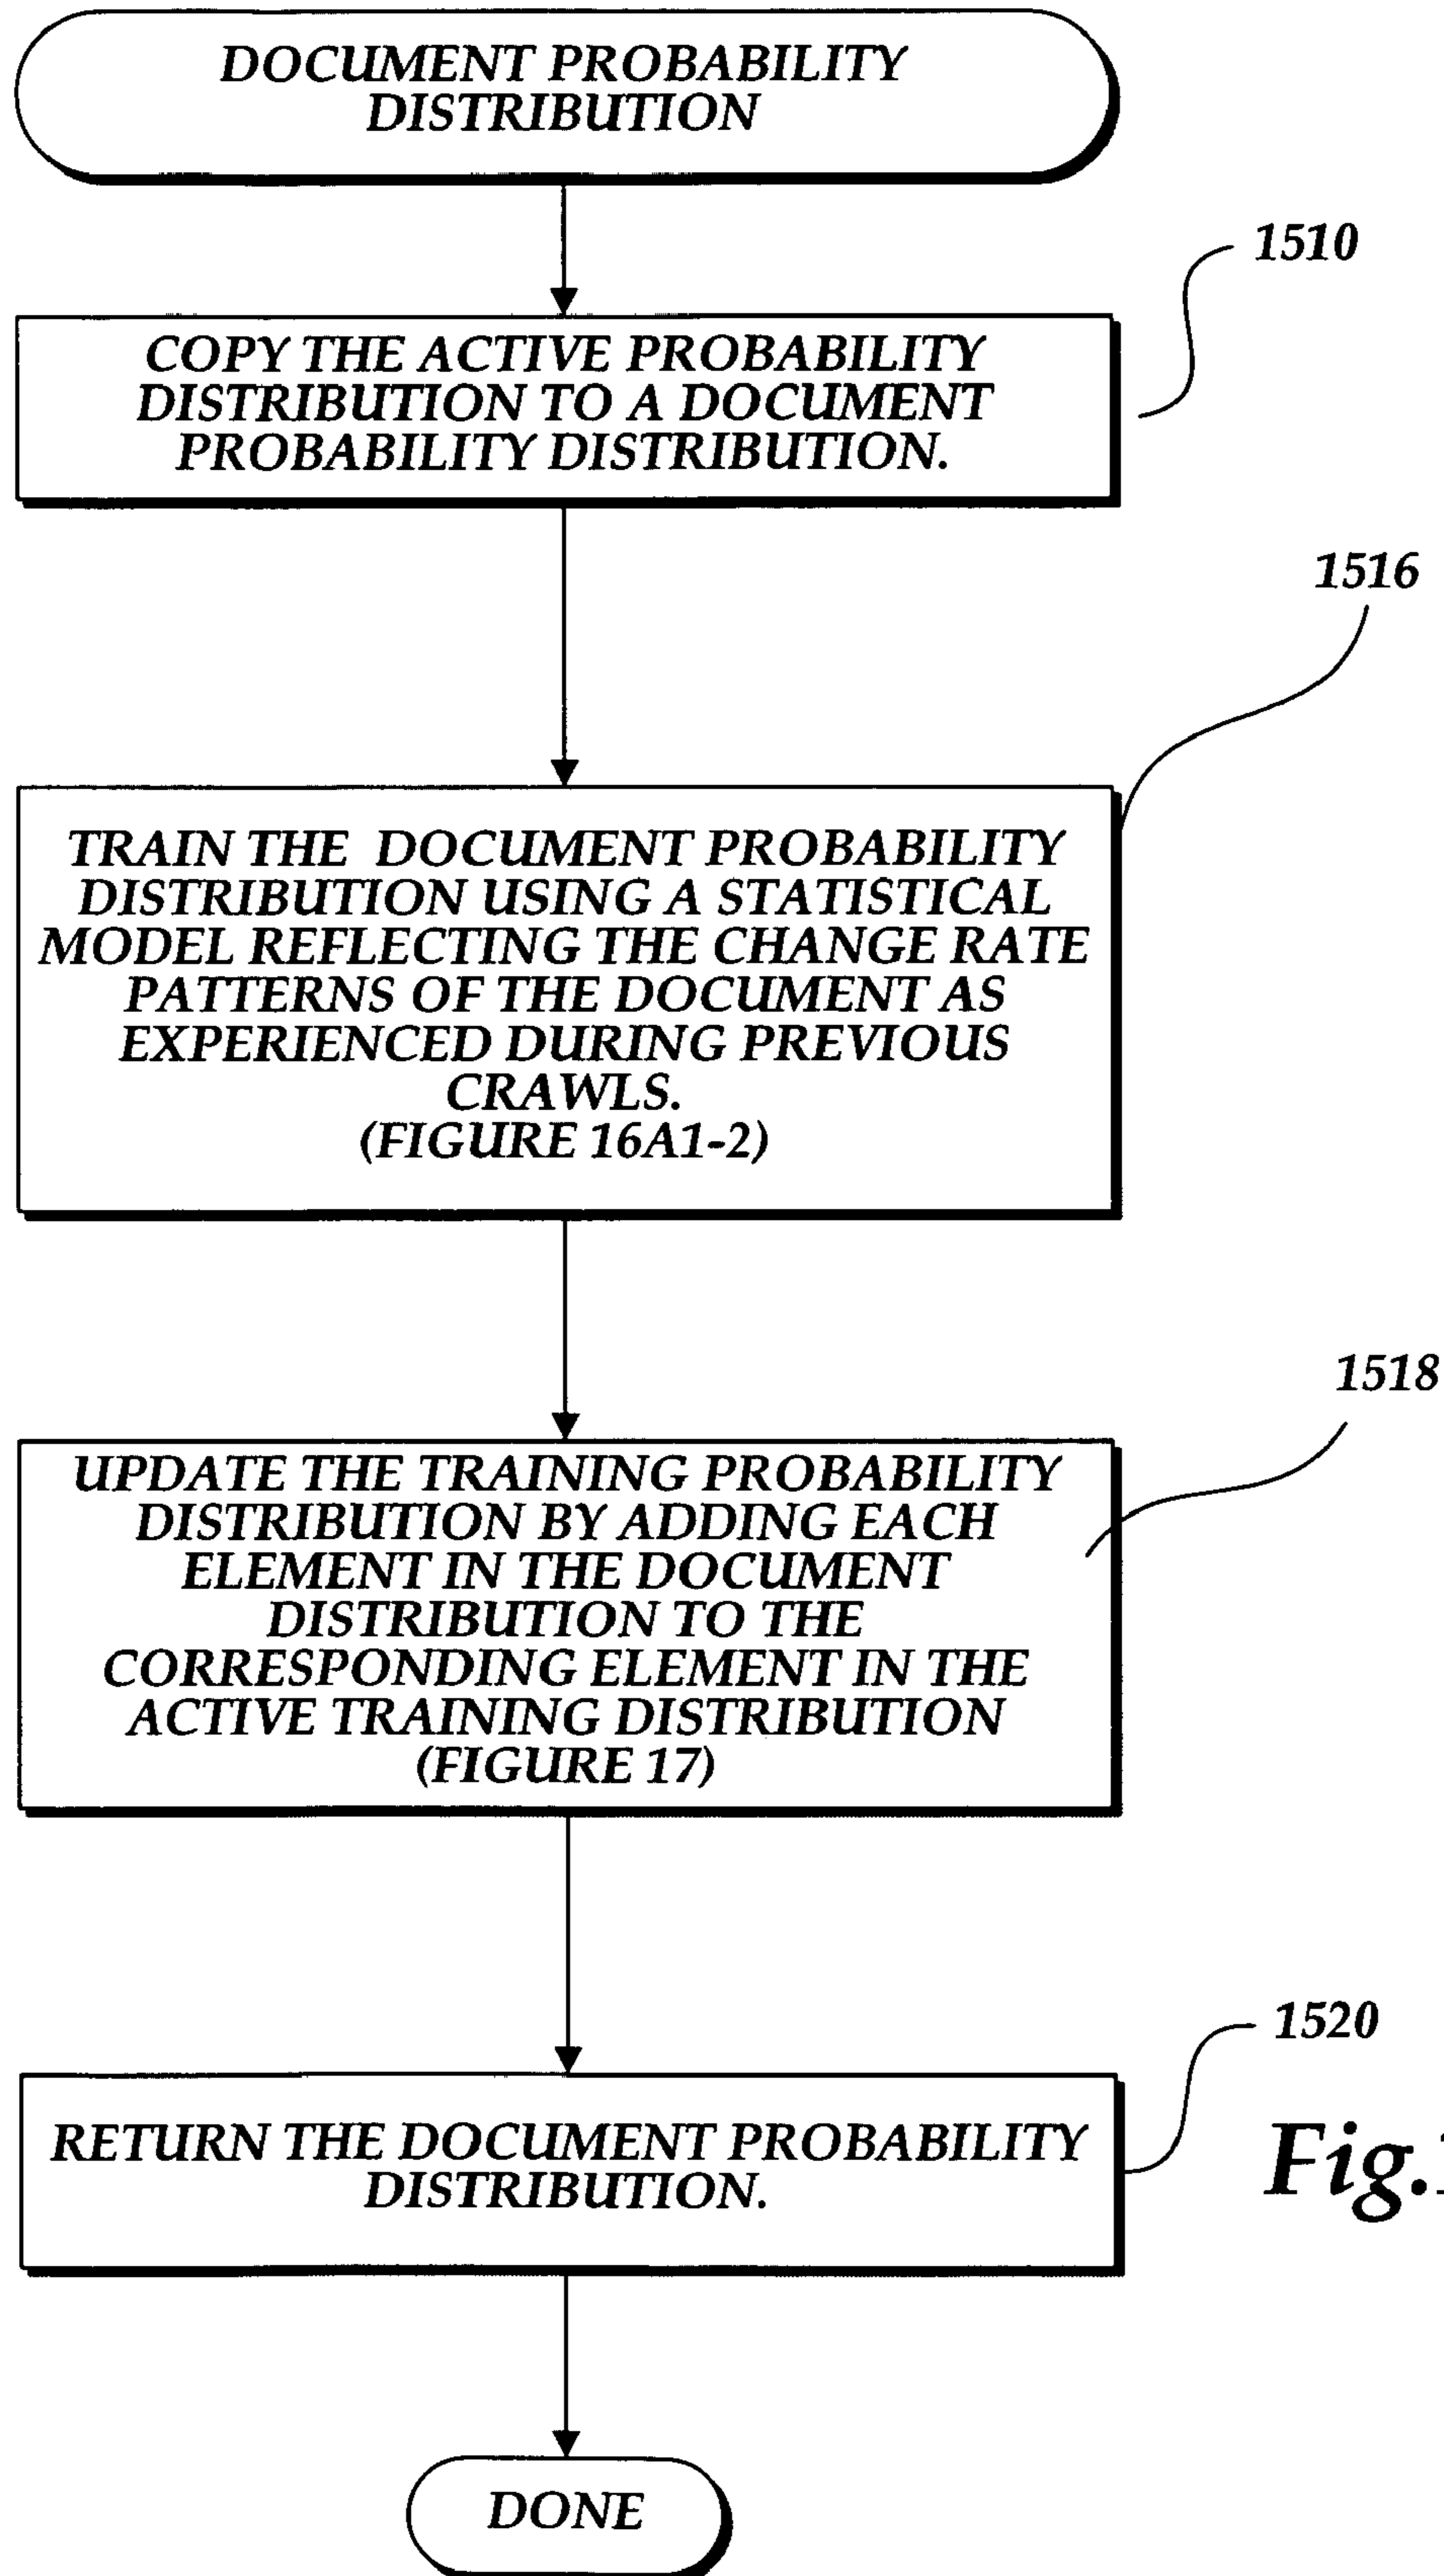 DOCUMENT PROBABILITY
DISTRIBUTION
1510
COPY THE ACTIVE PROBABILITY
DISTRIBUTION TO A DOCUMENT
PROBABILITY DISTRIBUTION.
1516
TRAIN THE DOCUMENT PROBABILITY
DISTRIBUTION USING A STATISTICAL
MODEL REFLECTING THE CHANGE RATE
PATTERNS OF THE DOCUMENT AS
EXPERIENCED DURING PREVIOUS
CRAWLS.
(FIGURE 16A1-2)
1518
UPDATE THE TRAINING PROBABILITY
DISTRIBUTION BY ADDING EACH
ELEMENT IN THE DOCUMENT
DISTRIBUTION TO THE
CORRESPONDING ELEMENT IN THE
ACTIVE TRAINING DISTRIBUTION
(FIGURE 17)
1520
RETURN THE DOCUMENT PROBABILITY
DISTRIBUTION.
Fig.
DONE